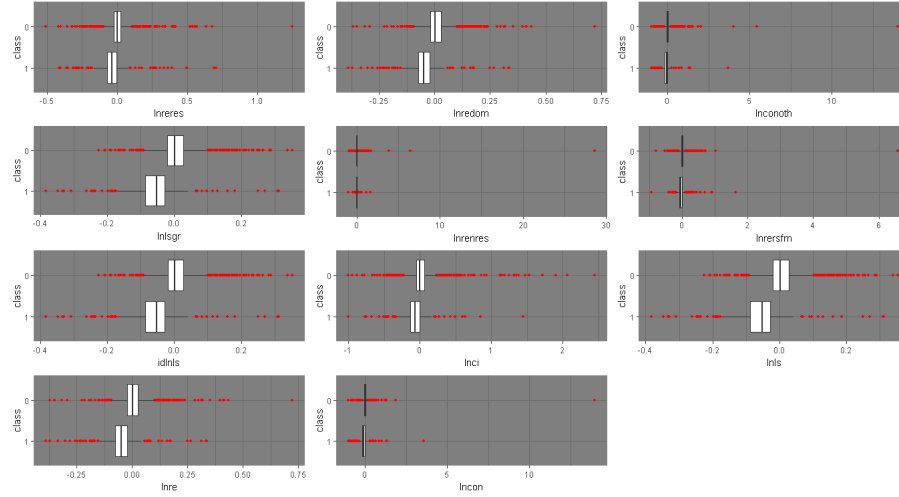 class
0
1
-0.5 0.0 0.5 1.0
lnreres
class
0
1
-0.25 0.00 0.25 0.50 0.75
lnredom
class
0
1
0 5 10
lnconoth
class
0
1
-0.4 -0.2 0.0 0.2
lnlsgr
class
0
1
0 10 20 30
lnrenres
class
0
1
0 2 4 6
lnrersfm
class
0
1
-0.4 -0.2 0.0 0.2
idlnls
class
0
1
-1 0 1 2
lnci
class
0
1
-0.4 -0.2 0.0 0.2
lnls
class
0
1
-0.25 0.00 0.25 0.50 0.75
lnre
class
0
1
0 5 10
lncon